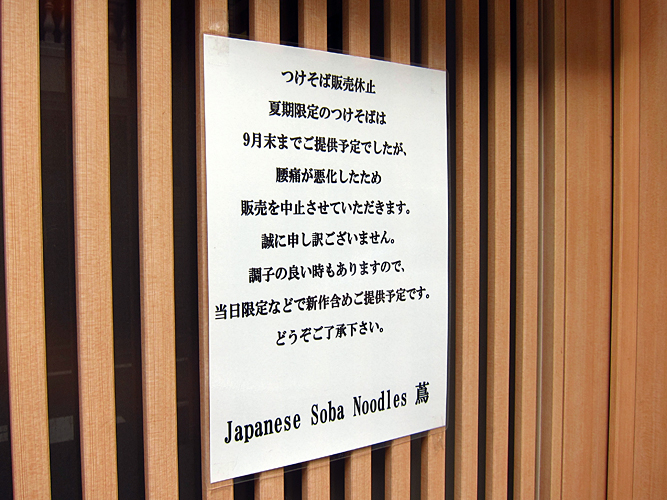 つけそば販売休止
夏期限定のつけそばは
9月末までご提供予定でしたが、
腰痛が悪化したため
販売を中止させていただきます。
誠に申し訳ございません。
調子の良い時もありますので、
当日限定などで新作含めご提供予定です。
どうぞご了承下さい。
Japanese Soba Noodles 蔦